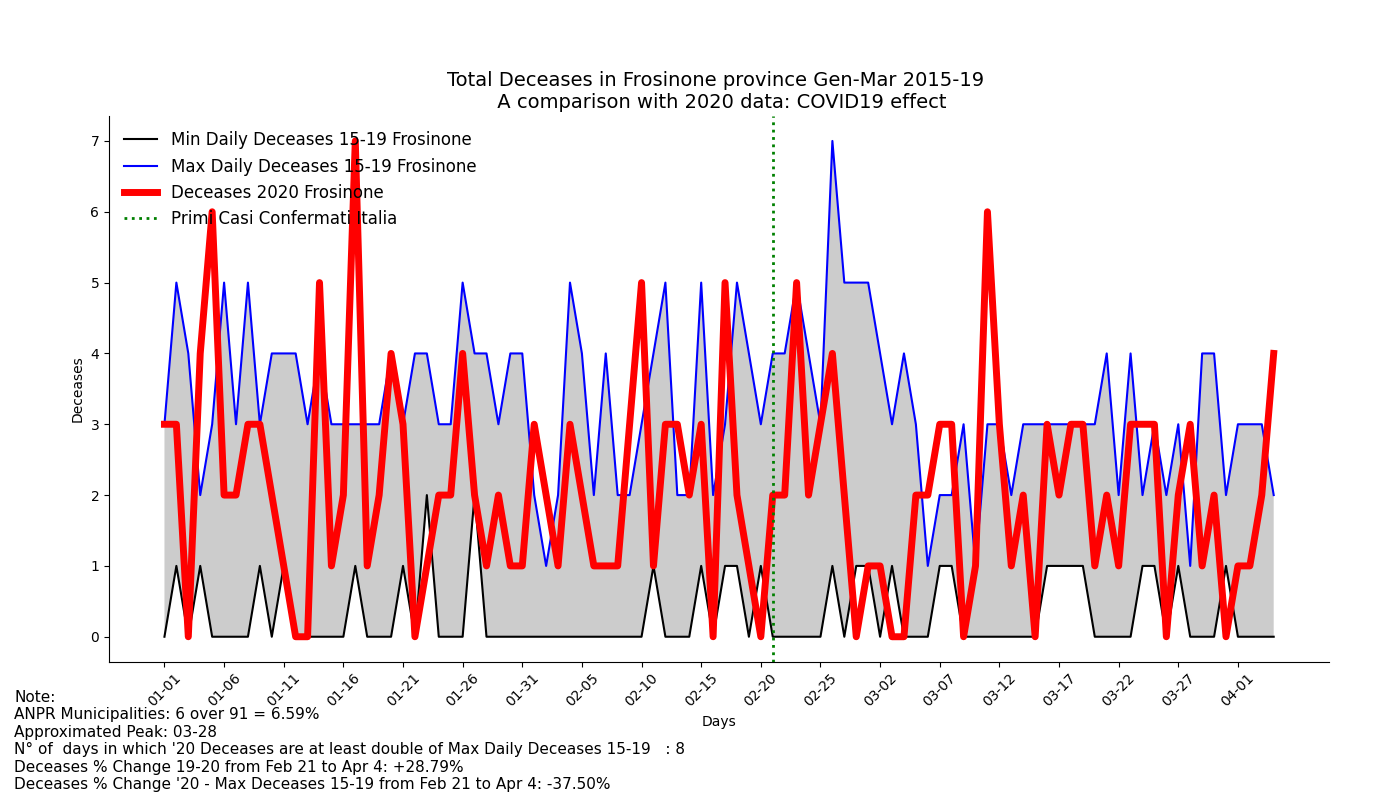 Total Deceases in Frosinone province Gen-Mar 2015-19
A comparison with 2020 data: COVID19 effect
Min Daily Deceases 15-19 Frosinone
Max Daily Deceases 15-19 Frosinone
Deceases 2020 Frosinone
Primi Casi Confermati Italia
Deceases
7
6
5
4
3
2
1
0
01-01 01-06 01-11 01-16 01-21 01-26 01-31 02-05 02-10 02-15 02-20 02-25 03-02 03-07 03-12 03-17 03-22 03-27 04-01
Days
Note:
ANPR Municipalities: 6 over 91 = 6.59%
Approximated Peak: 03-28
N° of  days in which '20 Deceases are at least double of Max Daily Deceases 15-19   : 8
Deceases % Change 19-20 from Feb 21 to Apr 4: +28.79%
Deceases % Change '20 - Max Deceases 15-19 from Feb 21 to Apr 4: -37.50%